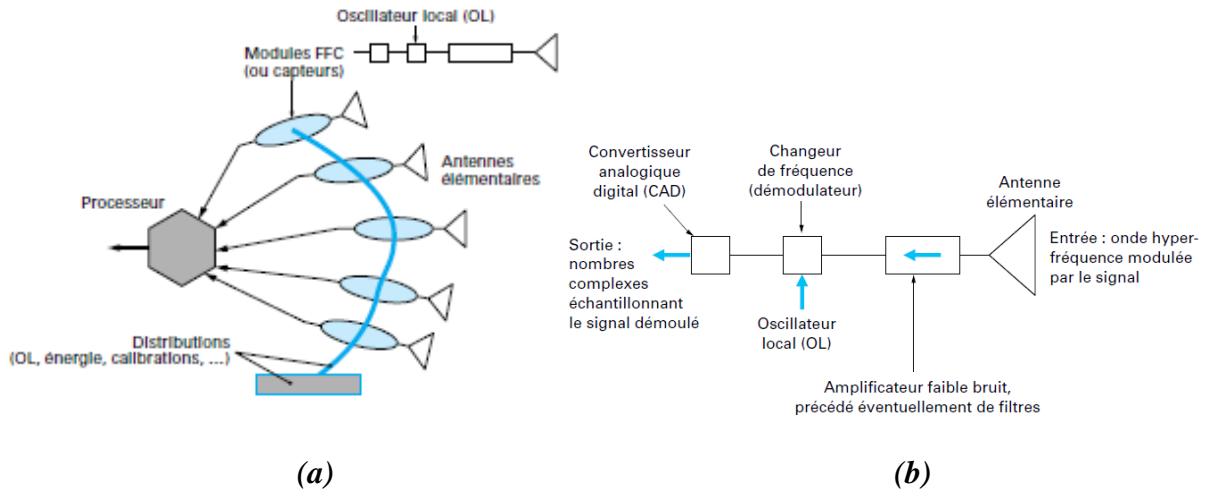 Oscillateur local (OL)
Modules FFC
(ou capteurs)
Antennes
élémentaires
Processeur
Distributions
(OL, énergie, calibrations, ...)
(a)
Convertisseur
analogique
digital (CAD)
Changeur
de fréquence
(démodulateur)
Antenne
élémentaire
Sortie :
nombres
complexes
échantillonnant
le signal démoulé
Entrée : onde hyper-
fréquence modulée
par le signal
Oscillateur
local (OL)
Amplificateur faible bruit,
précédé éventuellement de filtres
(b)